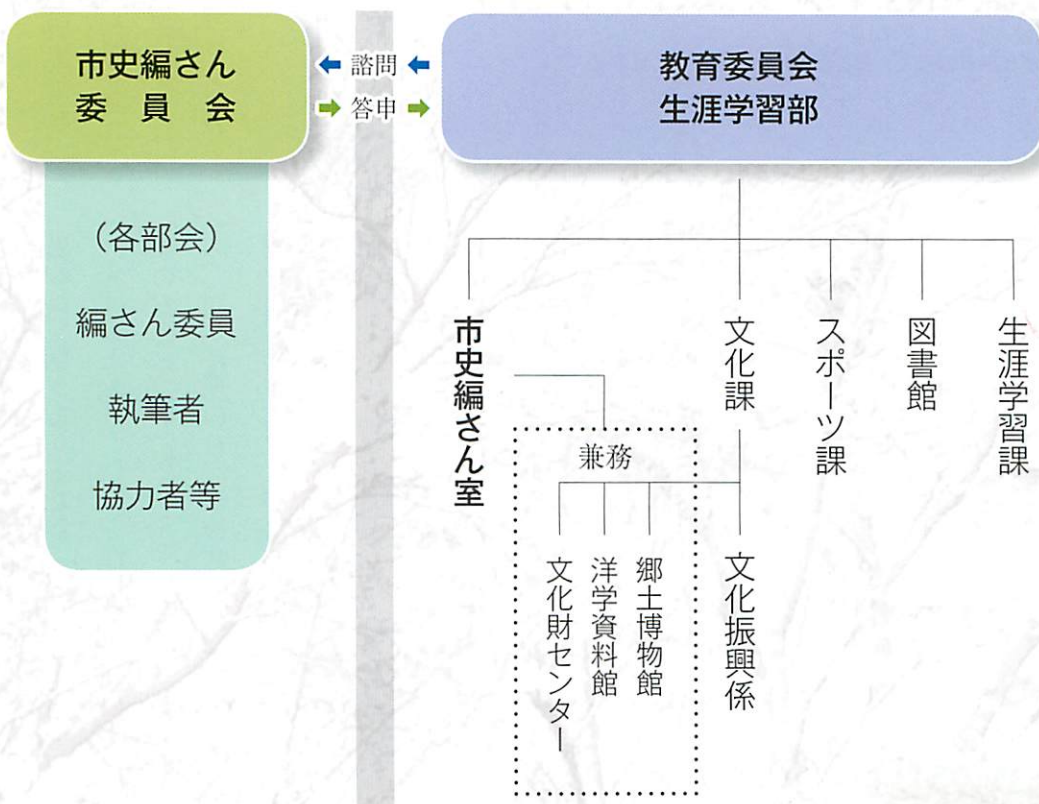 市史編さん
委員会
諮問
答申
教育委員会
生涯学習部
（各部会）
編さん委員
執筆者
協力者等
市史編さん室
文化課
スポーツ課
図書館
生涯学習課
兼務
文化財センター
洋学資料館
郷土博物館
文化振興係